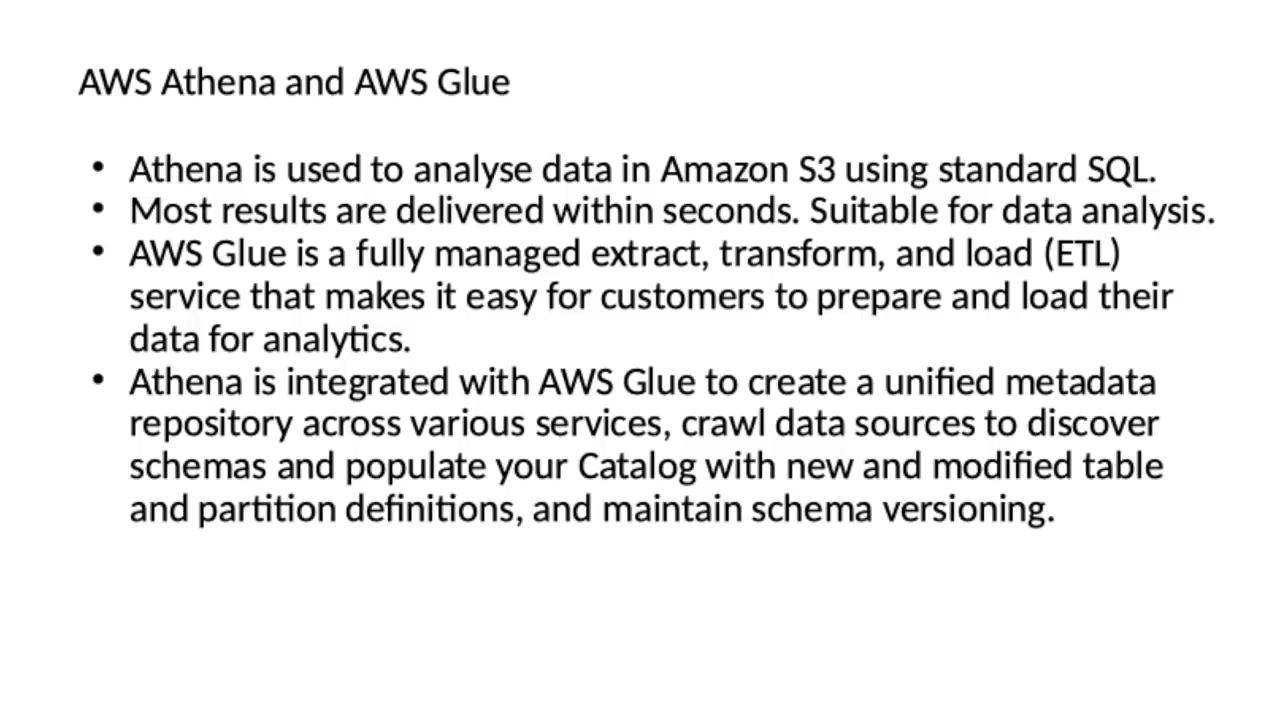 AWS Athena and AWS Glue
• Athena is used to analyse data in Amazon S3 using standard SQL.
• Most results are delivered within seconds. Suitable for data analysis.
• AWS Glue is a fully managed extract, transform, and load (ETL)
service that makes it easy for customers to prepare and load their
data for analytics.
• Athena is integrated with AWS Glue to create a unified metadata
repository across various services, crawl data sources to discover
schemas and populate your Catalog with new and modified table
and partition definitions, and maintain schema versioning.